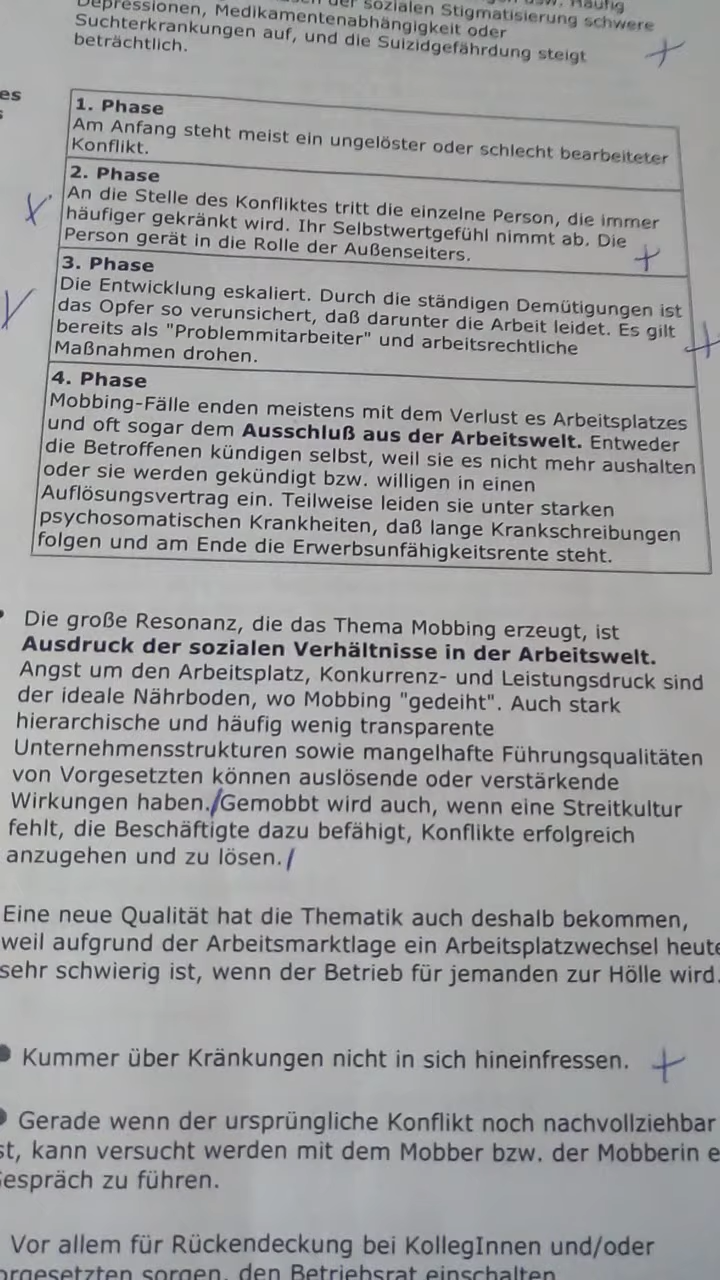 Depressionen, Medikamentenabhängigkeit oder der sozialen Stigmatisierung schwere
Suchterkrankungen auf, und die Suizidgefährdung steigt
beträchtlich.
es
1. Phase
Am Anfang steht meist ein ungelöster oder schlecht bearbeiteter
Konflikt.
2. Phase
An die Stelle des Konfliktes tritt die einzelne Person, die immer
häufiger gekränkt wird. Ihr Selbstwertgefühl nimmt ab. Die
Person gerät in die Rolle der Außenseiters.
3. Phase
Die Entwicklung eskaliert. Durch die ständigen Demütigungen ist
das Opfer so verunsichert, daß darunter die Arbeit leidet. Es gilt
bereits als "Problemmitarbeiter" und arbeitsrechtliche
Maßnahmen drohen.
4. Phase
Mobbing-Fälle enden meistens mit dem Verlust es Arbeitsplatzes
und oft sogar dem Ausschluß aus der Arbeitswelt. Entweder
die Betroffenen kündigen selbst, weil sie es nicht mehr aushalten
oder sie werden gekündigt bzw. willigen in einen
Auflösungsvertrag ein. Teilweise leiden sie unter starken
psychosomatischen Krankheiten, daß lange Krankschreibungen
folgen und am Ende die Erwerbsunfähigkeitsrente steht.
Die große Resonanz, die das Thema Mobbing erzeugt, ist
Ausdruck der sozialen Verhältnisse in der Arbeitswelt.
Angst um den Arbeitsplatz, Konkurrenz- und Leistungsdruck sind
der ideale Nährboden, wo Mobbing "gedeiht". Auch stark
hierarchische und häufig wenig transparente
Unternehmensstrukturen sowie mangelhafte Führungsqualitäten
von Vorgesetzten können auslösende oder verstärkende
Wirkungen haben. Gemobbt wird auch, wenn eine Streitkultur
fehlt, die Beschäftigte dazu befähigt, Konflikte erfolgreich
anzugehen und zu lösen.
Eine neue Qualität hat die Thematik auch deshalb bekommen,
weil aufgrund der Arbeitsmarktlage ein Arbeitsplatzwechsel heute
sehr schwierig ist, wenn der Betrieb für jemanden zur Hölle wird.
● Kummer über Kränkungen nicht in sich hineinfressen.
● Gerade wenn der ursprüngliche Konflikt noch nachvollziehbar
st, kann versucht werden mit dem Mobber bzw. der Mobberin e
espräch zu führen.
Vor allem für Rückendeckung bei KollegInnen und/oder
orgesetzten sorgen, den Betriebsrat einschalten